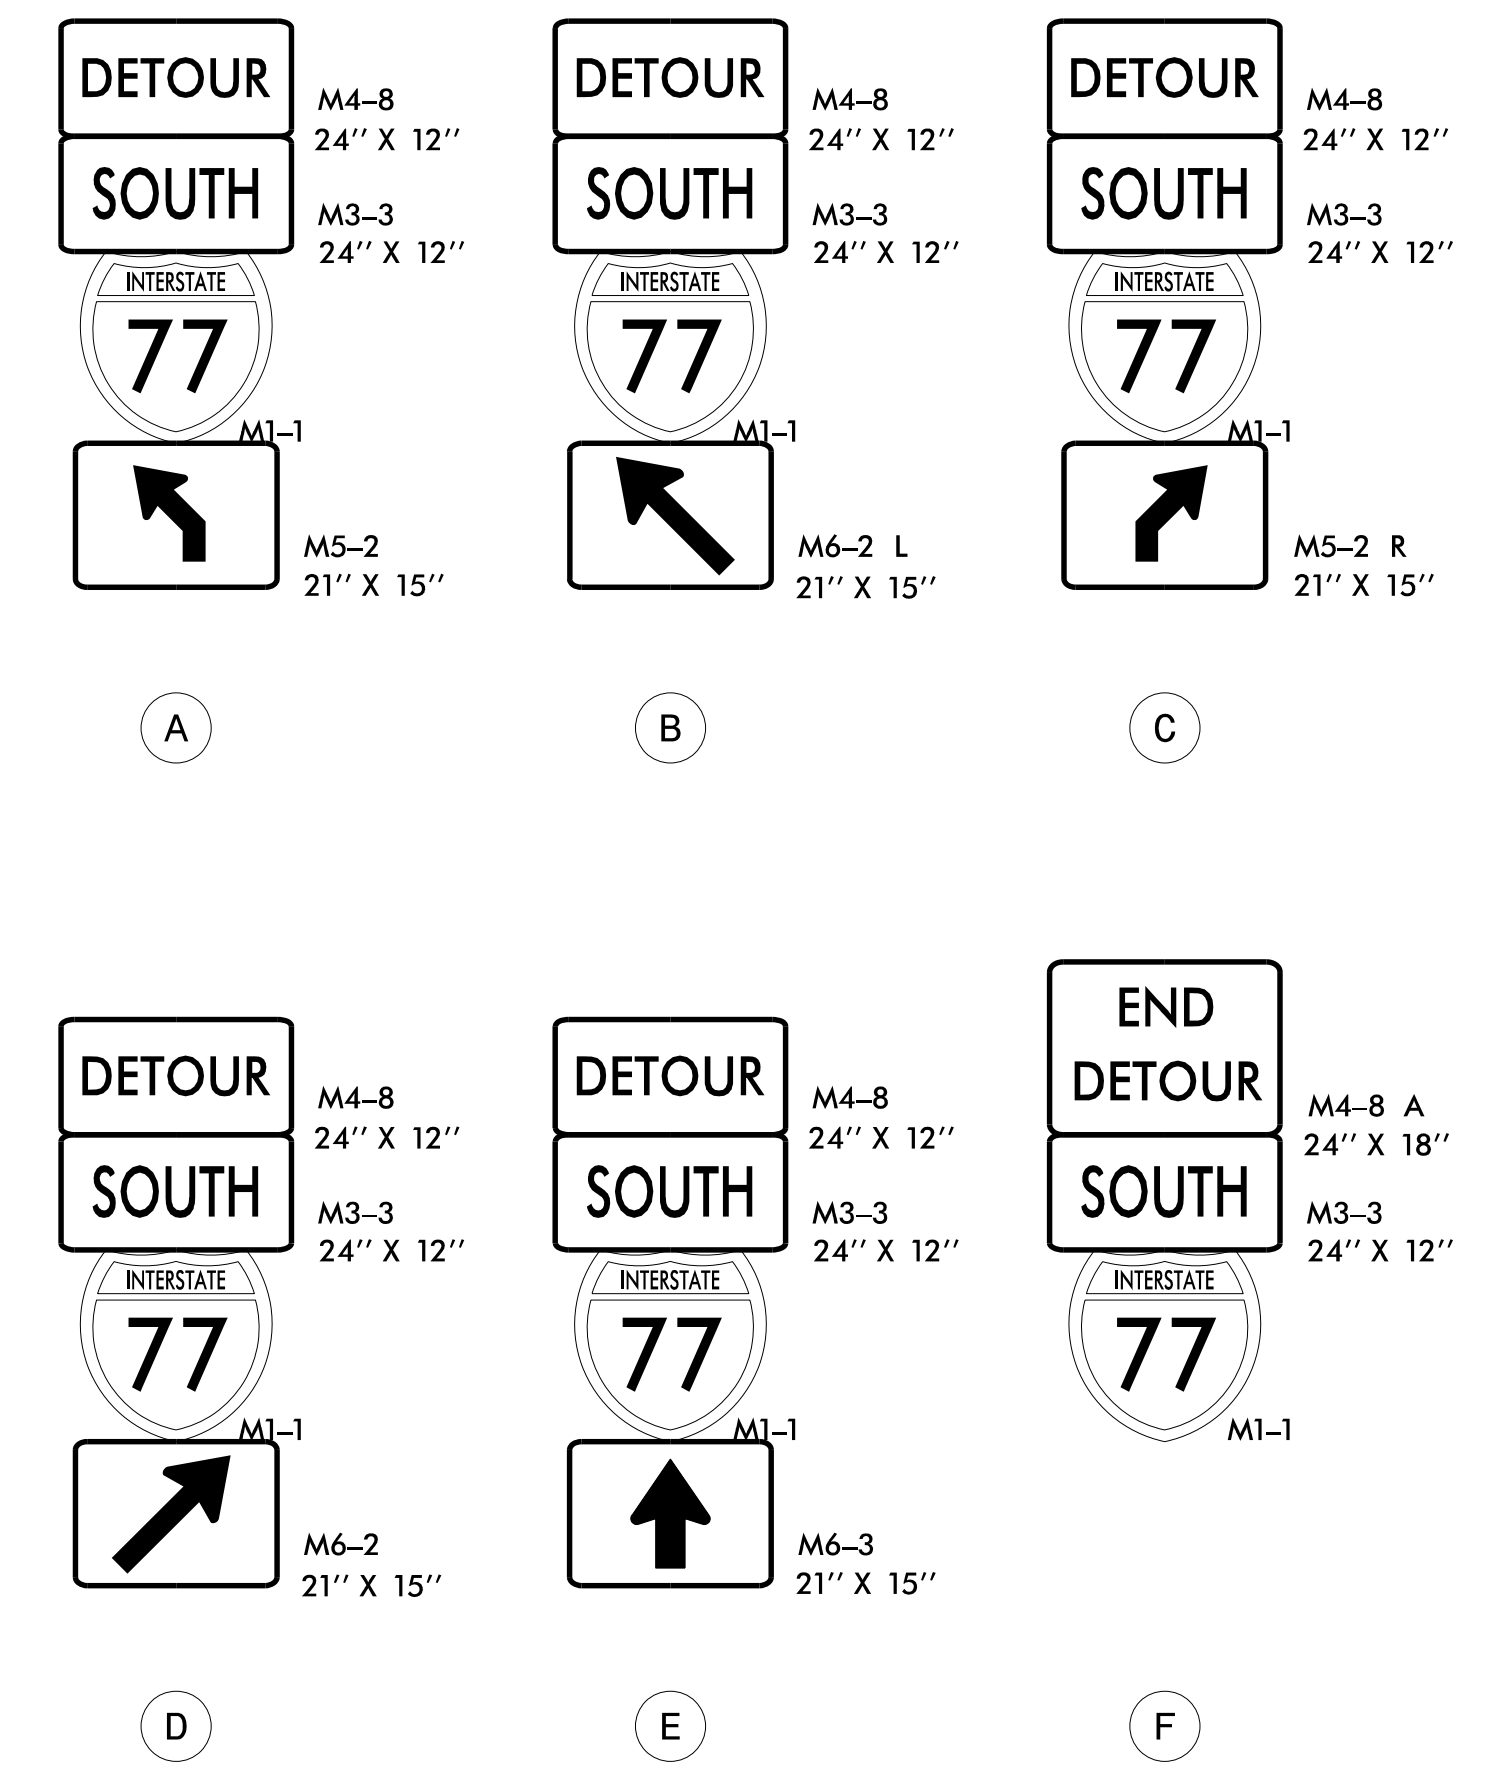 DETOUR
M4–8
24'' X 12''
SOUTH
M3–3
24'' X 12''
INTERSTATE
77
M1–1
M5–2
21'' X 15''
A
DETOUR
M4–8
24'' X 12''
SOUTH
M3–3
24'' X 12''
INTERSTATE
77
M1–1
M6–2 L
21'' X 15''
B
DETOUR
M4–8
24'' X 12''
SOUTH
M3–3
24'' X 12''
INTERSTATE
77
M1–1
M5–2 R
21'' X 15''
C
DETOUR
M4–8
24'' X 12''
SOUTH
M3–3
24'' X 12''
INTERSTATE
77
M1–1
M6–2
21'' X 15''
D
DETOUR
M4–8
24'' X 12''
SOUTH
M3–3
24'' X 12''
INTERSTATE
77
M1–1
M6–3
21'' X 15''
E
END
DETOUR
M4–8 A
24'' X 18''
SOUTH
M3–3
24'' X 12''
INTERSTATE
77
M1–1
F